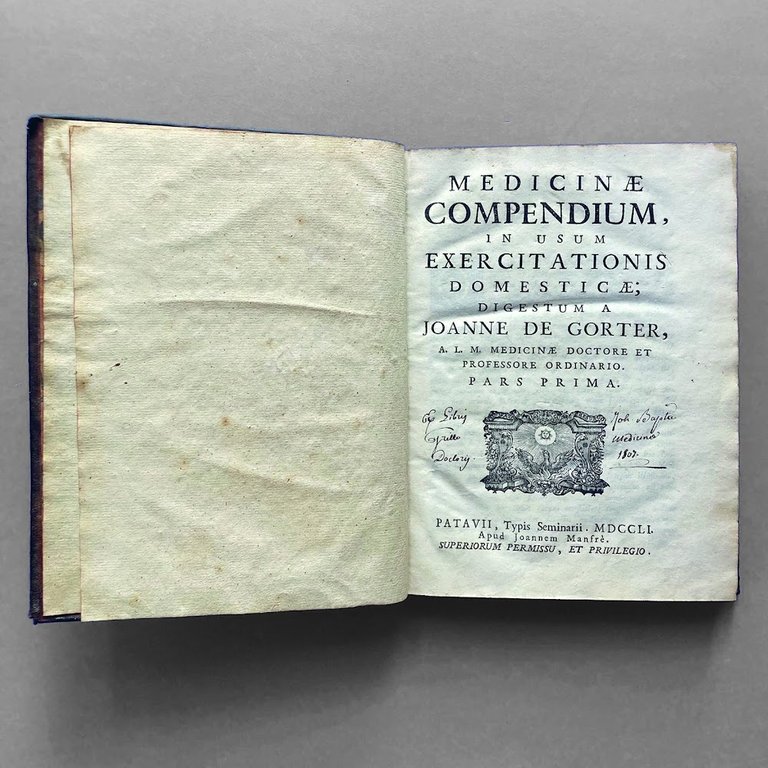 MEDICINÆ
COMPENDIUM,
IN USUM
EXERCITATIONIS
DOMESTICÆ;
DIGESTUM A
JOANNE DE GORTER,
A. L. M. MEDICINÆ DOCTORE ET
PROFESSORE ORDINARIO.
PARS PRIMA.
Ex Libris Joh Baptæ
Medicinæ
Doctoris 1807.
PATAVII, Typis Seminarii. MDCCLI.
Apud Joannem Manfrè.
SUPERIORUM PERMISSU, ET PRIVILEGIO.